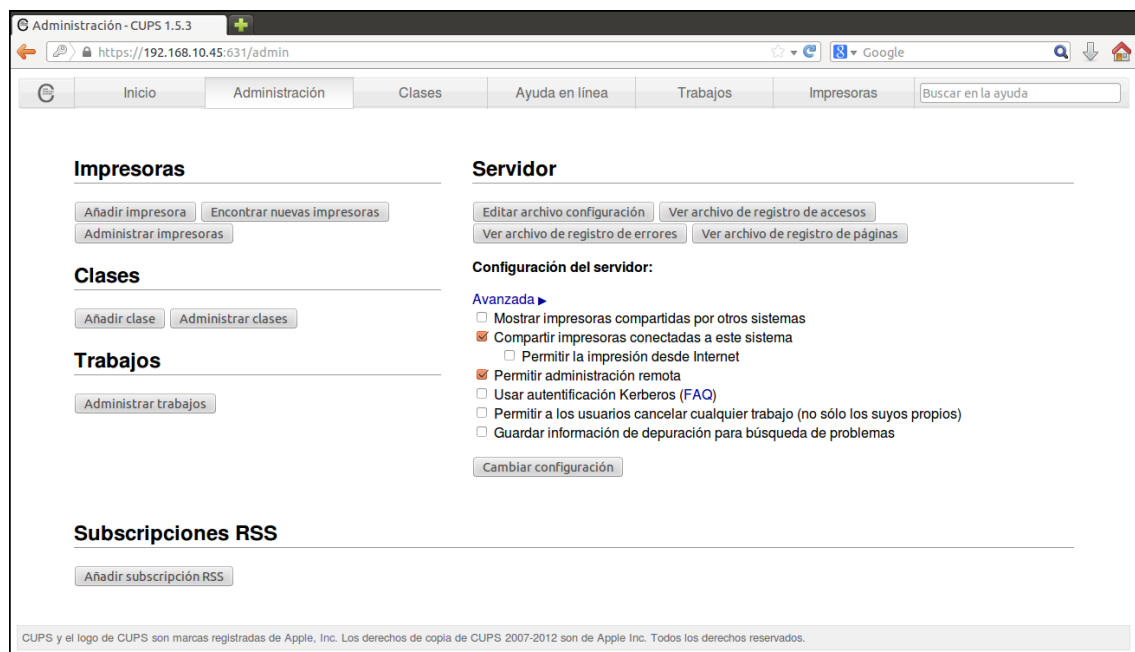 Administración - CUPS 1.5.3
https://192.168.10.45:631/admin
Google
Inicio
Administración
Clases
Ayuda en línea
Trabajos
Impresoras
Buscar en la ayuda
Impresoras
Añadir impresora
Encontrar nuevas impresoras
Administrar impresoras
Clases
Añadir clase
Administrar clases
Trabajos
Administrar trabajos
Servidor
Editar archivo configuración
Ver archivo de registro de accesos
Ver archivo de registro de errores
Ver archivo de registro de páginas
Configuración del servidor:
Avanzada ▶
Mostrar impresoras compartidas por otros sistemas
Compartir impresoras conectadas a este sistema
Permitir la impresión desde Internet
Permitir administración remota
Usar autentificación Kerberos (FAQ)
Permitir a los usuarios cancelar cualquier trabajo (no sólo los suyos propios)
Guardar información de depuración para búsqueda de problemas
Cambiar configuración
Subscripciones RSS
Añadir subscripción RSS
CUPS y el logo de CUPS son marcas registradas de Apple, Inc. Los derechos de copia de CUPS 2007-2012 son de Apple Inc. Todos los derechos reservados.